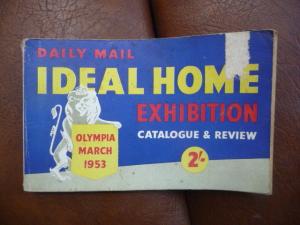 DAILY MAIL
IDEAL HOME
EXHIBITION
CATALOGUE & REVIEW
OLYMPIA
MARCH
1953
2/-